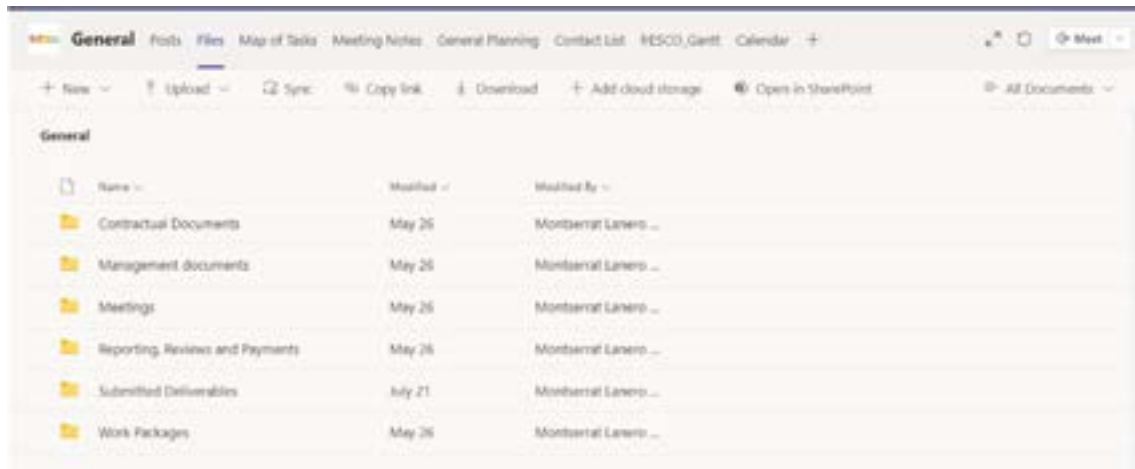 General Posts Files Map of Tasks Meeting Notes General Planning Contact List RESCO_Gantt Calendar + Meet
+ New Upload Sync Copy link Download + Add cloud storage Open in SharePoint All Documents
General
Name Modified Modified By
Contractual Documents May 26 Montserrat Lanero ...
Management documents May 26 Montserrat Lanero ...
Meetings May 26 Montserrat Lanero ...
Reporting, Reviews and Payments May 26 Montserrat Lanero ...
Submitted Deliverables July 21 Montserrat Lanero ...
Work Packages May 26 Montserrat Lanero ...